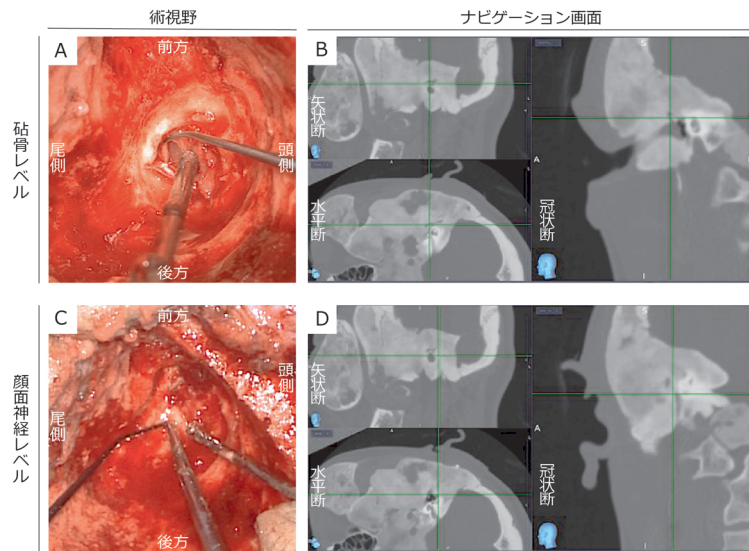 術視野
ナビゲーション画面
砧骨レベル
A
前方
尾側
頭側
後方
B
矢状断
水平断
冠状断
S
A
I
顔面神経レベル
C
前方
尾側
頭側
後方
D
矢状断
水平断
冠状断
S
A
I